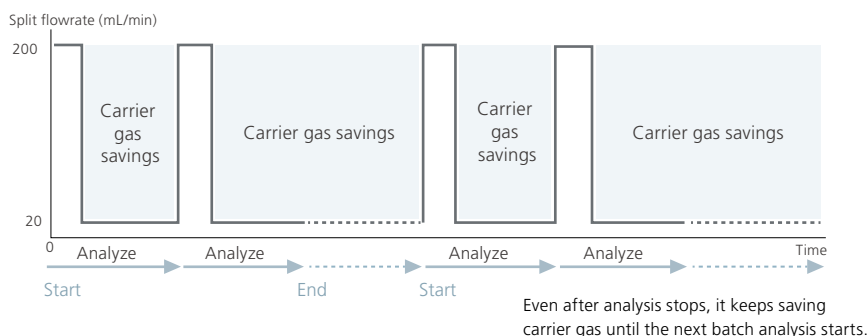 Split flowrate (mL/min)
200
Carrier
gas
savings
Carrier gas savings
Carrier
gas
savings
Carrier gas savings
20
0
Analyze
Analyze
Analyze
Analyze
Time
Start
End
Start
Even after analysis stops, it keeps saving
carrier gas until the next batch analysis starts.